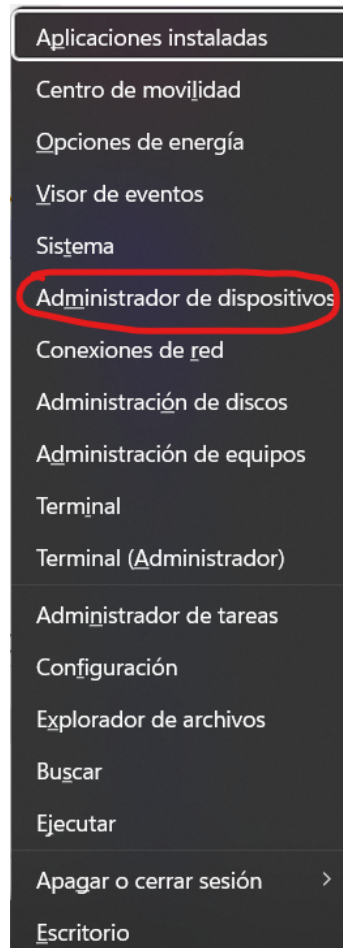 Aplicaciones instaladas
Centro de movilidad
Opciones de energía
Visor de eventos
Sistema
Administrador de dispositivos
Conexiones de red
Administración de discos
Administración de equipos
Terminal
Terminal (Administrador)
Administrador de tareas
Configuración
Explorador de archivos
Buscar
Ejecutar
Apagar o cerrar sesión
Escritorio